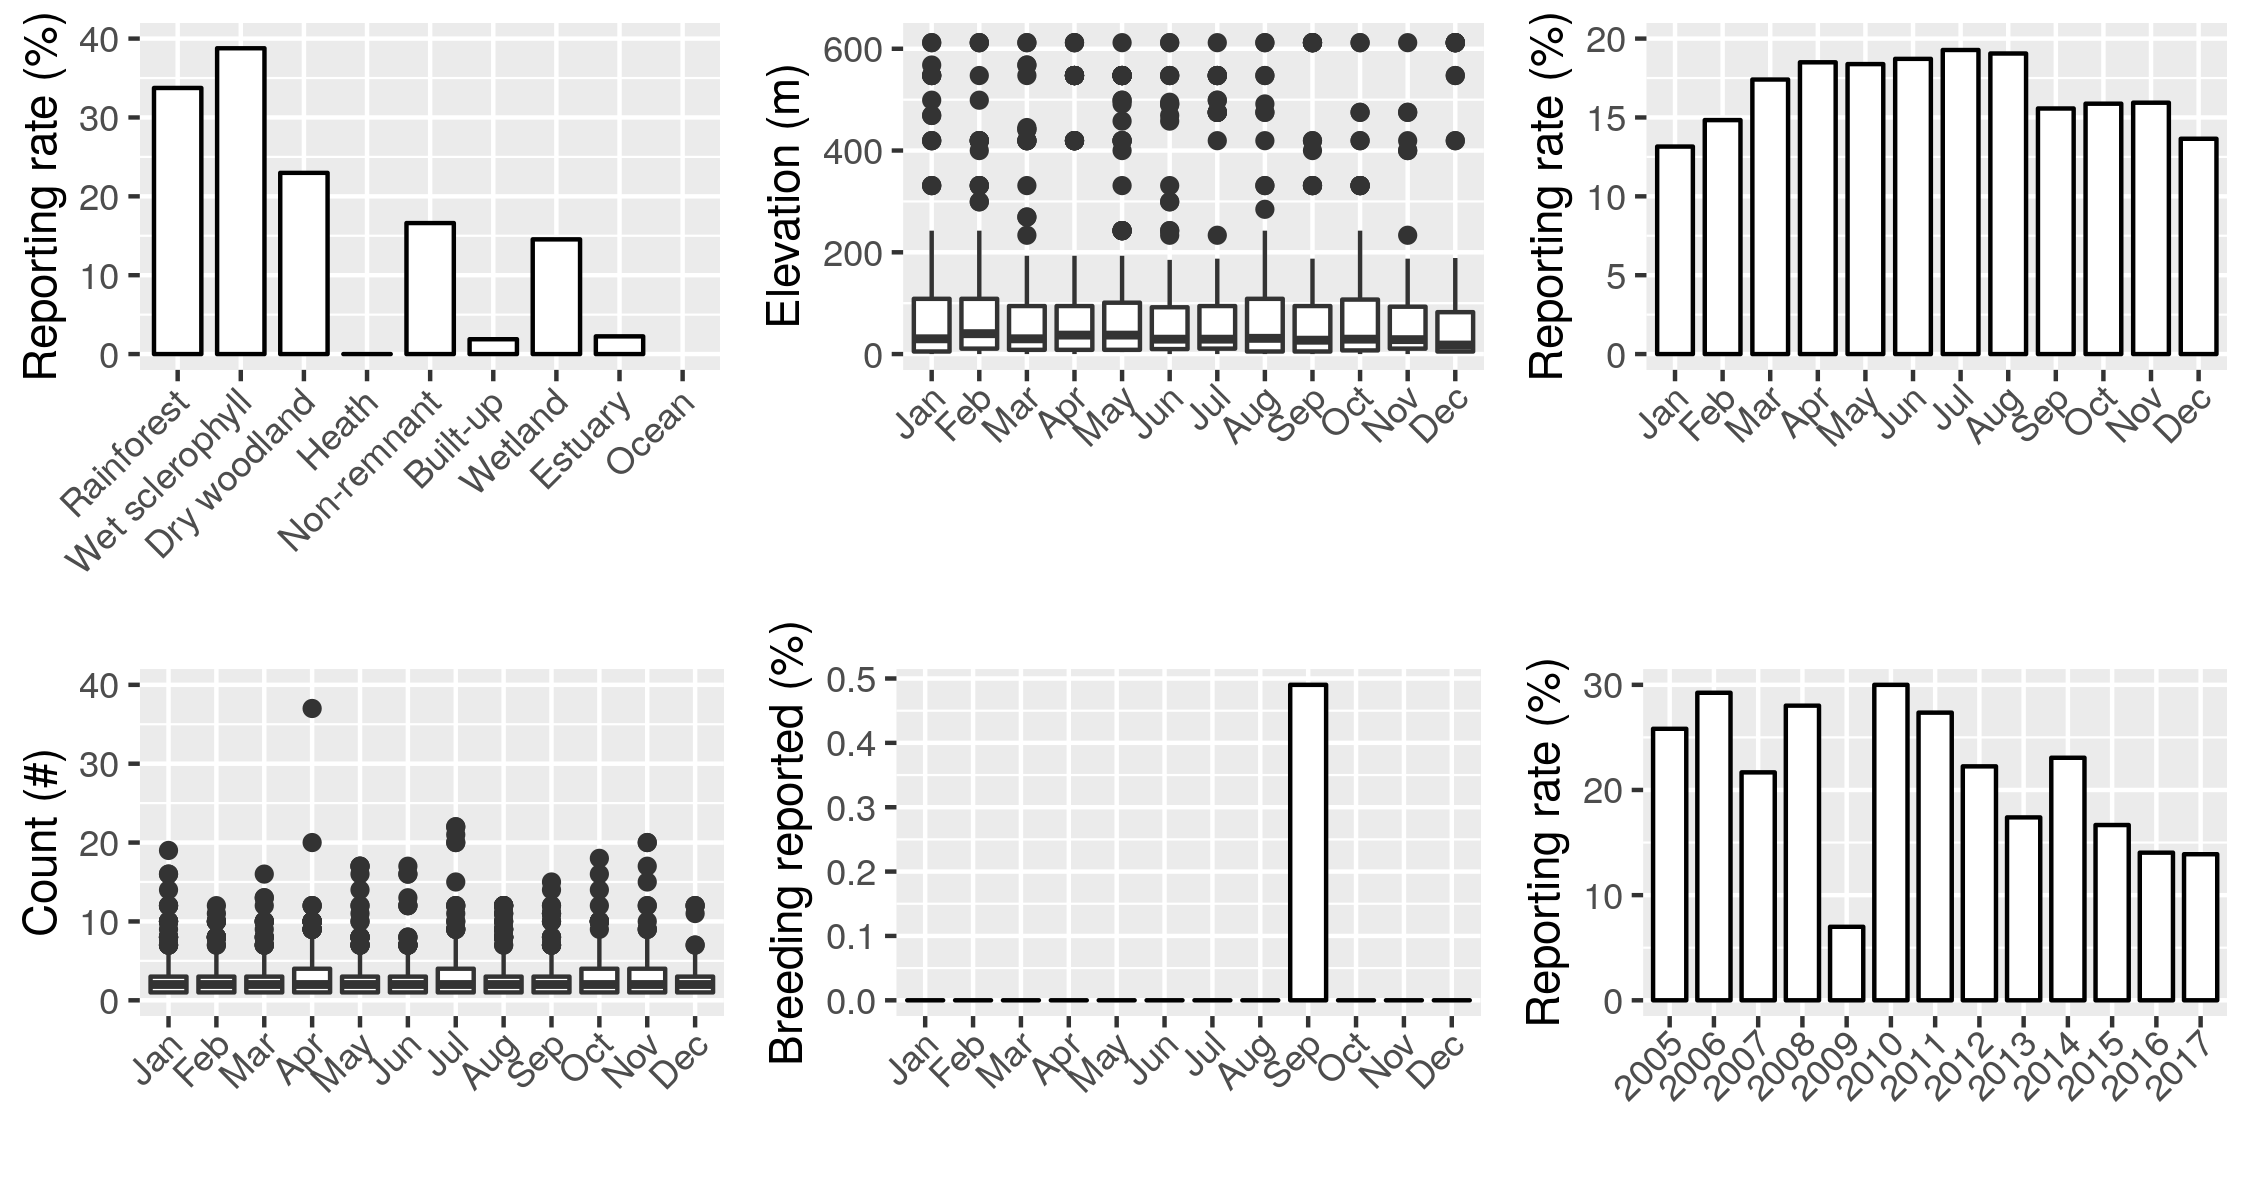 Reporting rate (%)
40
30
20
10
0
Rainforest
Wet sclerophyll
Dry woodland
Heath
Non-remnant
Built-up
Wetland
Estuary
Ocean
Elevation (m)
600
400
200
0
Jan
Feb
Mar
Apr
May
Jun
Jul
Aug
Sep
Oct
Nov
Dec
Reporting rate (%)
20
15
10
5
0
Jan
Feb
Mar
Apr
May
Jun
Jul
Aug
Sep
Oct
Nov
Dec
Count (#)
40
30
20
10
0
Jan
Feb
Mar
Apr
May
Jun
Jul
Aug
Sep
Oct
Nov
Dec
Breeding reported (%)
0.5
0.4
0.3
0.2
0.1
0.0
Jan
Feb
Mar
Apr
May
Jun
Jul
Aug
Sep
Oct
Nov
Dec
Reporting rate (%)
30
20
10
0
2005
2006
2007
2008
2009
2010
2011
2012
2013
2014
2015
2016
2017